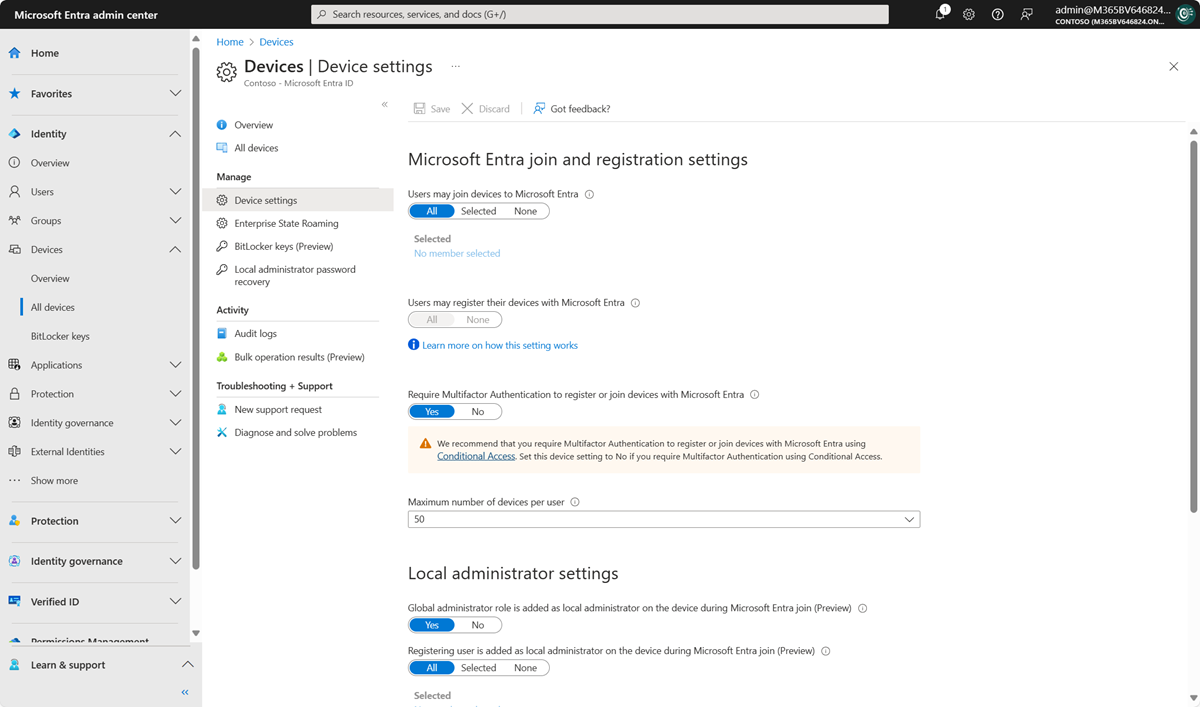 Microsoft Entra admin center
Search resources, services, and docs (G+/)
1
admin@M365BV646824...
CONTOSO (M365BV646824.ON...
Home
Favorites
Identity
Overview
Users
Groups
Devices
Overview
All devices
BitLocker keys
Applications
Protection
Identity governance
External Identities
Show more
Protection
Identity governance
Verified ID
Permissions Management
Learn & support
Home > Devices
Devices | Device settings
Contoso - Microsoft Entra ID
Overview
All devices
Manage
Device settings
Enterprise State Roaming
BitLocker keys (Preview)
Local administrator password
recovery
Activity
Audit logs
Bulk operation results (Preview)
Troubleshooting + Support
New support request
Diagnose and solve problems
Save Discard Got feedback?
Microsoft Entra join and registration settings
Users may join devices to Microsoft Entra
All Selected None
Selected
No member selected
Users may register their devices with Microsoft Entra
All None
Learn more on how this setting works
Require Multifactor Authentication to register or join devices with Microsoft Entra
Yes No
We recommend that you require Multifactor Authentication to register or join devices with Microsoft Entra using
Conditional Access. Set this device setting to No if you require Multifactor Authentication using Conditional Access.
Maximum number of devices per user
50
Local administrator settings
Global administrator role is added as local administrator on the device during Microsoft Entra join (Preview)
Yes No
Registering user is added as local administrator on the device during Microsoft Entra join (Preview)
All Selected None
Selected